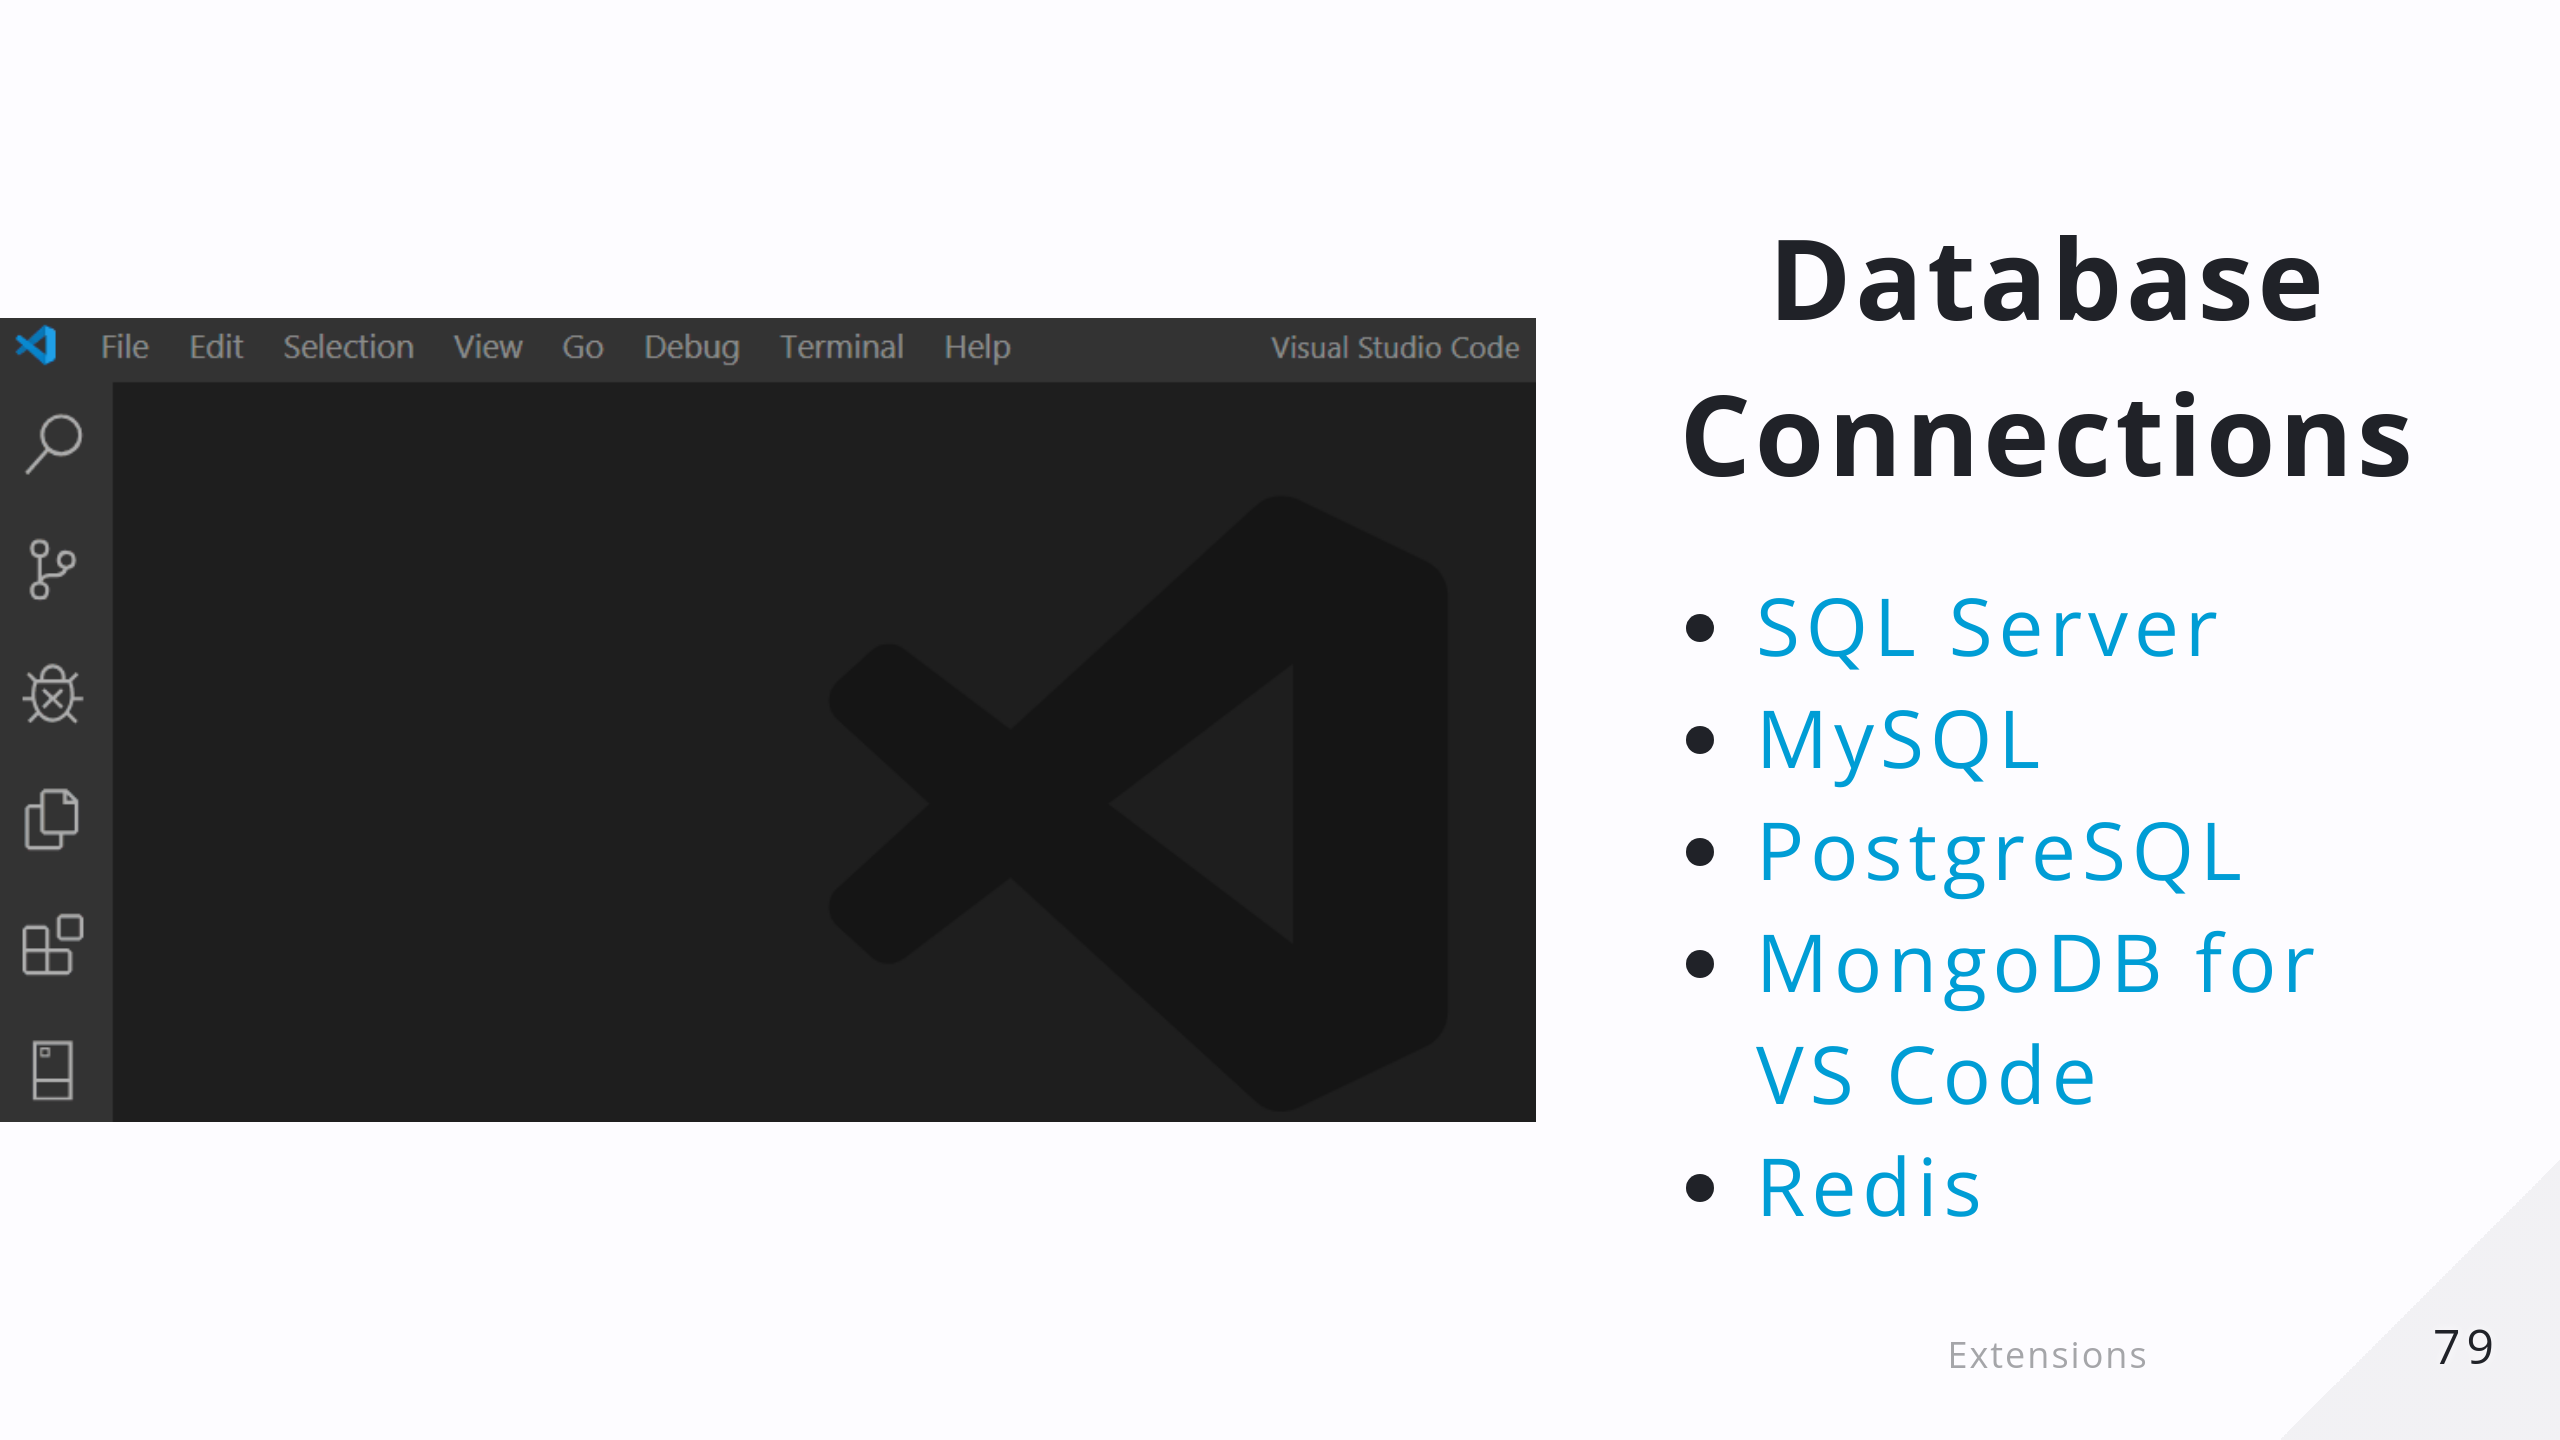 File Edit Selection View Go Debug Terminal Help Visual Studio Code
Database
Connections
• SQL Server
• MySQL
• PostgreSQL
• MongoDB for
VS Code
• Redis
Extensions
79